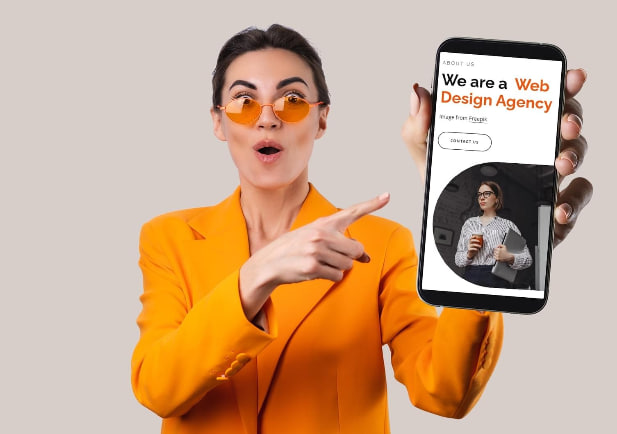 ABOUT US
We are a Web
Design Agency
Image from Freepik
CONTACT US